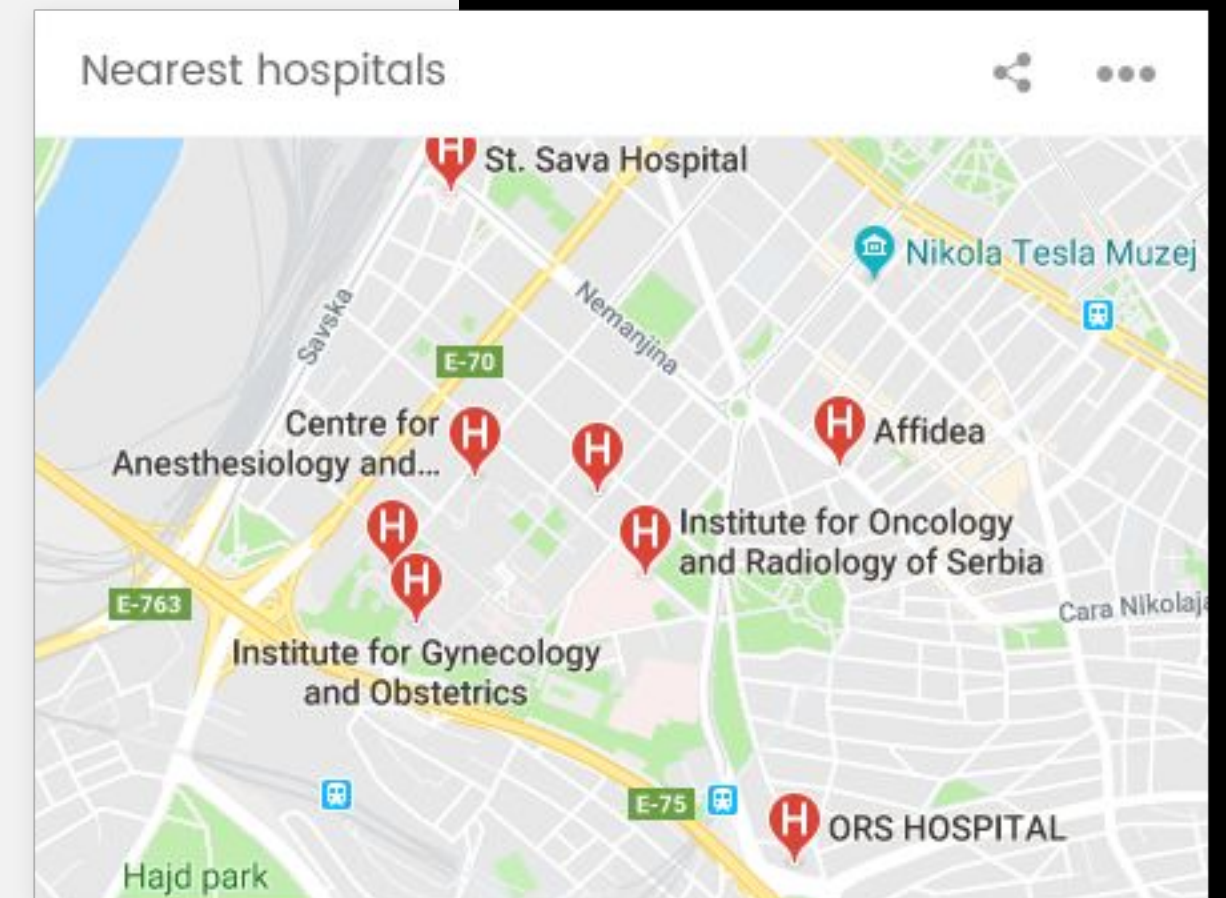 Nearest hospitals
H St. Sava Hospital
Nikola Tesla Muzej
Savska
Nemanjina
E-70
Centre for
Anesthesiology and...
H
H
H Affidea
H
H Institute for Oncology
and Radiology of Serbia
H
E-763
Cara Nikolaj
Institute for Gynecology
and Obstetrics
E-75
H ORS HOSPITAL
Hajd park